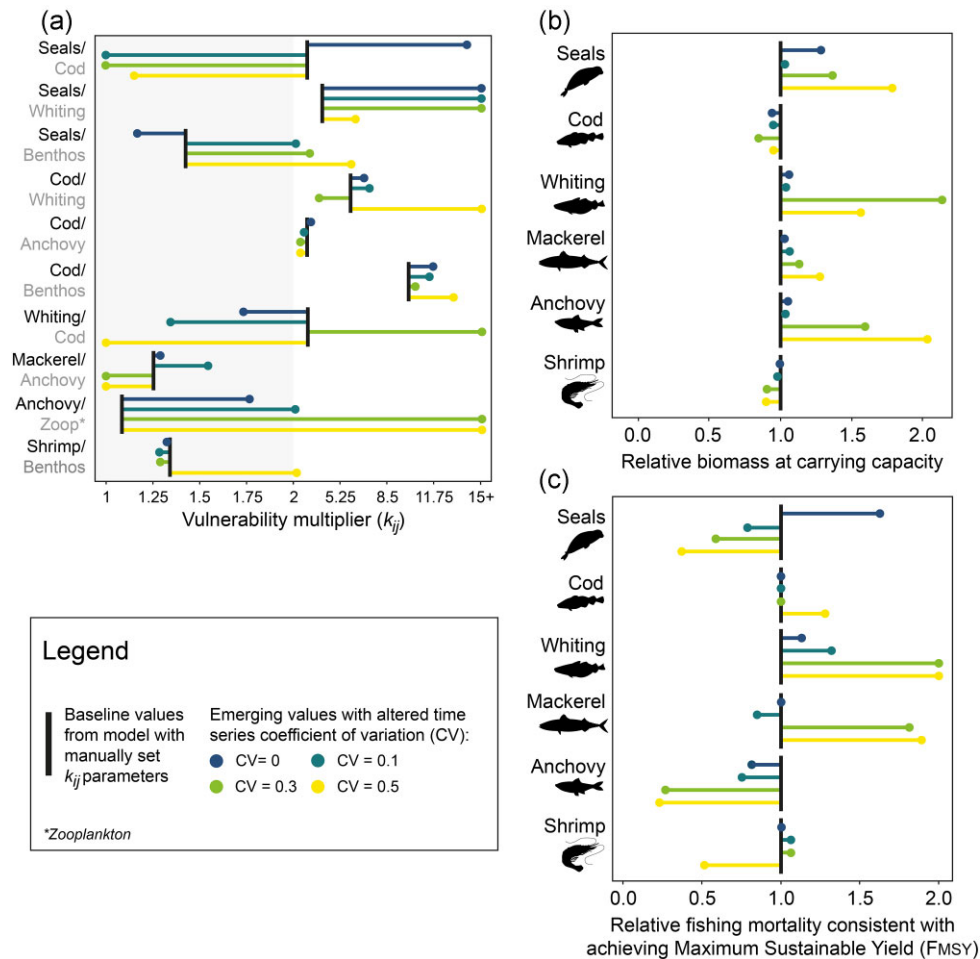 (a)
Seals/
Cod
Seals/
Whiting
Seals/
Benthos
Cod/
Whiting
Cod/
Anchovy
Cod/
Benthos
Whiting/
Cod
Mackerel/
Anchovy
Anchovy/
Zoop*
Shrimp/
Benthos
1 1.25 1.5 1.75 2 5.25 8.5 11.75 15+
Vulnerability multiplier (kij)
Legend
Baseline values
from model with
manually set
kij parameters
Emerging values with altered time
series coefficient of variation (CV):
CV= 0 CV = 0.1
CV = 0.3 CV = 0.5
*Zooplankton
(b)
Seals
Cod
Whiting
Mackerel
Anchovy
Shrimp
0.0 0.5 1.0 1.5 2.0
Relative biomass at carrying capacity
(c)
Seals
Cod
Whiting
Mackerel
Anchovy
Shrimp
0.0 0.5 1.0 1.5 2.0
Relative fishing mortality consistent with
achieving Maximum Sustainable Yield (FMSY)